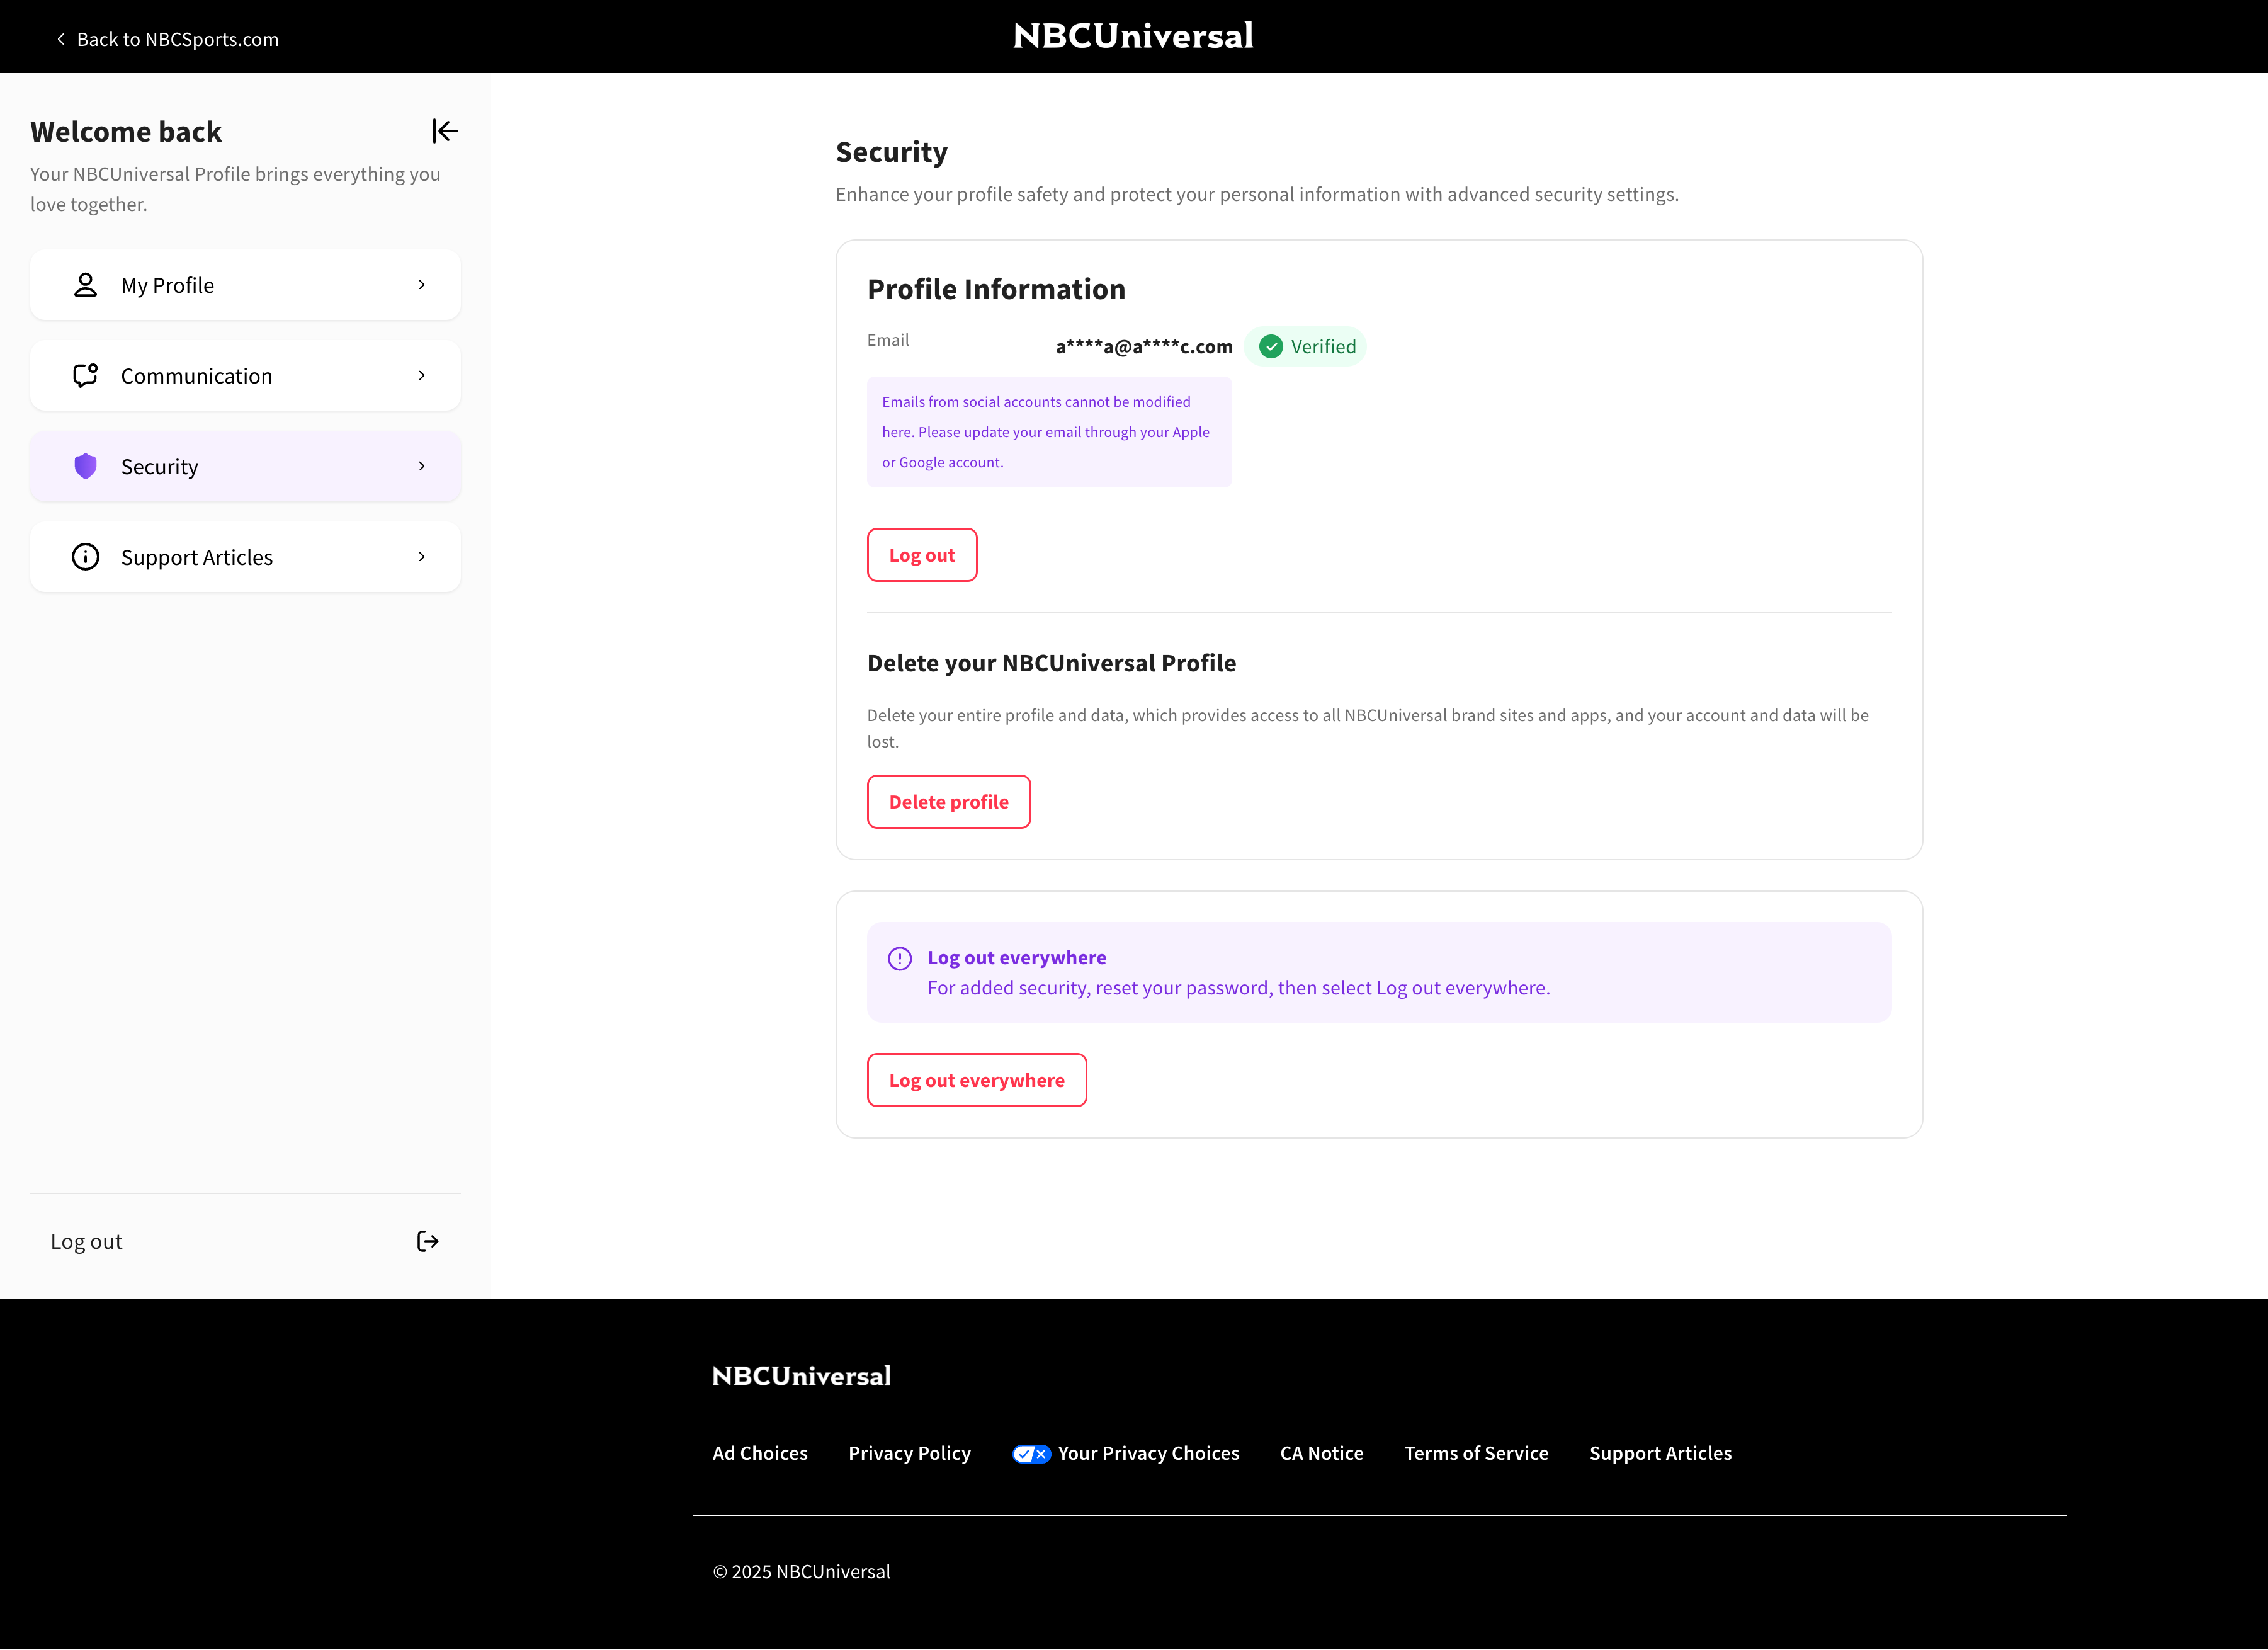 Back to NBCSports.com
NBCUniversal
Welcome back
Your NBCUniversal Profile brings everything you
love together.
My Profile
Communication
Security
Support Articles
Log out
Security
Enhance your profile safety and protect your personal information with advanced security settings.
Profile Information
Email
a****a@a****c.com
Verified
Emails from social accounts cannot be modified
here. Please update your email through your Apple
or Google account.
Log out
Delete your NBCUniversal Profile
Delete your entire profile and data, which provides access to all NBCUniversal brand sites and apps, and your account and data will be
lost.
Delete profile
Log out everywhere
For added security, reset your password, then select Log out everywhere.
Log out everywhere
NBCUniversal
Ad Choices
Privacy Policy
Your Privacy Choices
CA Notice
Terms of Service
Support Articles
© 2025 NBCUniversal